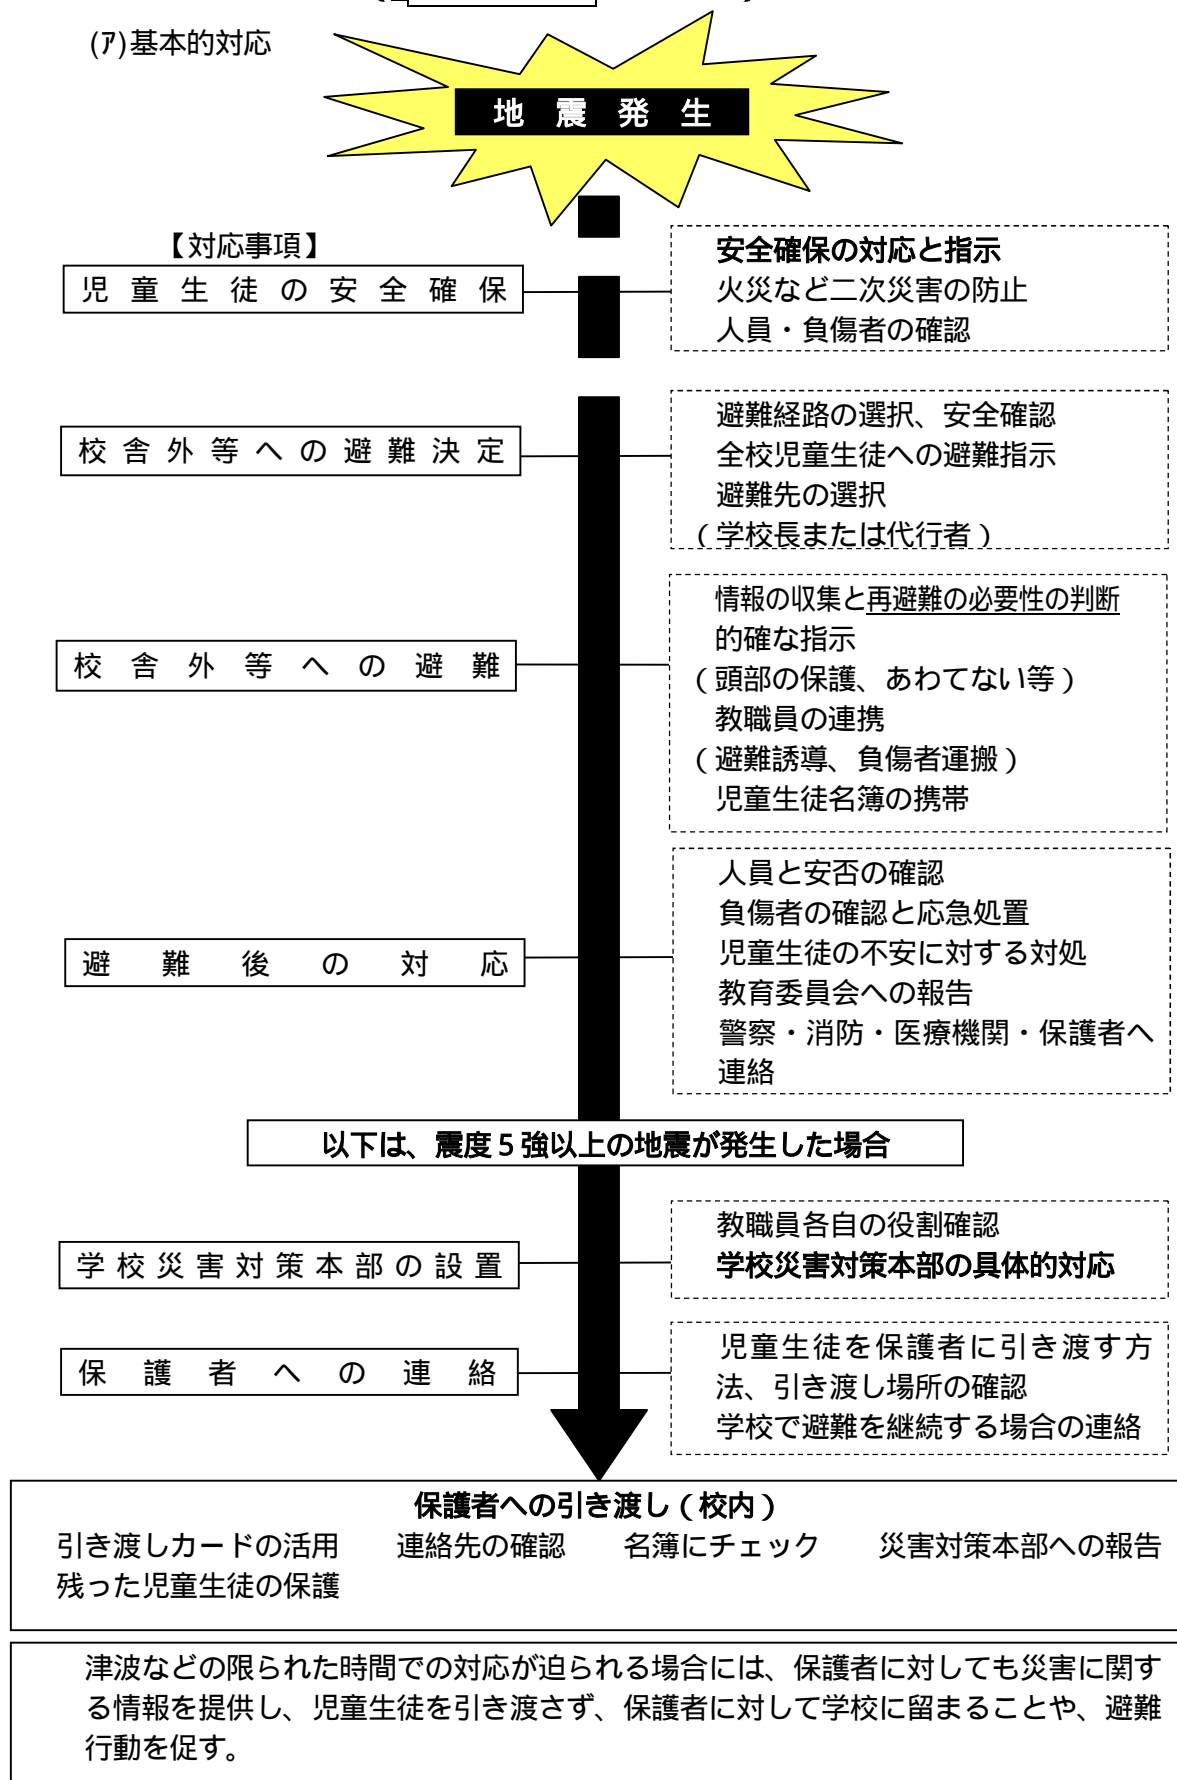 (ｱ)基本的対応
地震発生
【対応事項】
児童生徒の安全確保
安全確保の対応と指示
火災など二次災害の防止
人員・負傷者の確認
校舎外等への避難決定
避難経路の選択、安全確認
全校児童生徒への避難指示
避難先の選択
（学校長または代行者）
校舎外等への避難
情報の収集と再避難の必要性の判断
的確な指示
（頭部の保護、あわてない等）
教職員の連携
（避難誘導、負傷者運搬）
児童生徒名簿の携帯
避難後の対応
人員と安否の確認
負傷者の確認と応急処置
児童生徒の不安に対する対処
教育委員会への報告
警察・消防・医療機関・保護者へ
連絡
以下は、震度５強以上の地震が発生した場合
学校災害対策本部の設置
教職員各自の役割確認
学校災害対策本部の具体的対応
保護者への連絡
児童生徒を保護者に引き渡す方
法、引き渡し場所の確認
学校で避難を継続する場合の連絡
保護者への引き渡し（校内）
引き渡しカードの活用　連絡先の確認　名簿にチェック　災害対策本部への報告
残った児童生徒の保護
津波などの限られた時間での対応が迫られる場合には、保護者に対しても災害に関す
る情報を提供し、児童生徒を引き渡さず、保護者に対して学校に留まることや、避難
行動を促す。